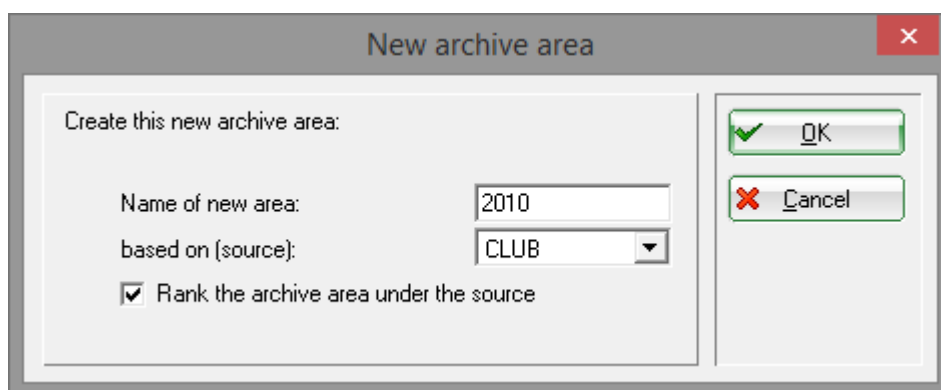 New archive area
Create this new archive area:
OK
Name of new area: 2010
Cancel
based on (source): CLUB
Rank the archive area under the source